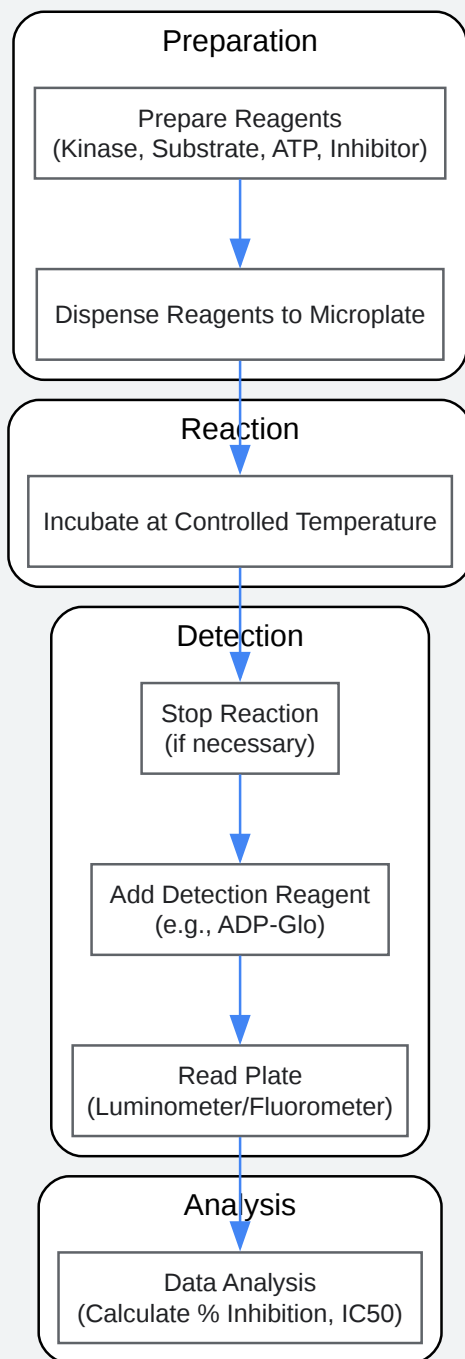 Preparation
Prepare Reagents
(Kinase, Substrate, ATP, Inhibitor)
Dispense Reagents to Microplate
Reaction
Incubate at Controlled Temperature
Detection
Stop Reaction
(if necessary)
Add Detection Reagent
(e.g., ADP-Glo)
Read Plate
(Luminometer/Fluorometer)
Analysis
Data Analysis
(Calculate % Inhibition, IC50)